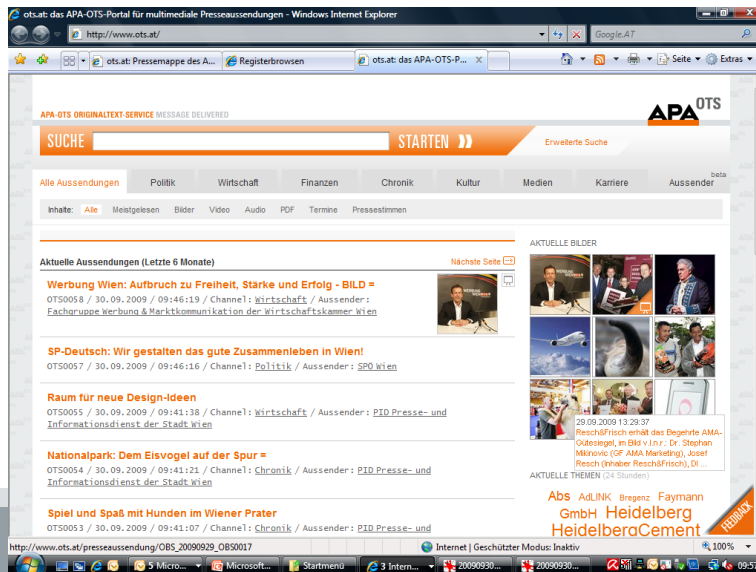 ots.at: das APA-OTS-Portal für multimediale Presseaussendungen - Windows Internet Explorer
http://www.ots.at/
Google.AT
ots.at: Pressemappe des A...
Registerbrowsen
ots.at: das APA-OTS-P...
Seite
Extras
APA-OTS ORIGINALTEXT-SERVICE MESSAGE DELIVERED
APA OTS
SUCHE
STARTEN
Erweiterte Suche
Alle Aussendungen Politik Wirtschaft Finanzen Chronik Kultur Medien Karriere Aussender beta
Inhalte: Alle Meistgelesen Bilder Video Audio PDF Termine Pressestimmen
Aktuelle Aussendungen (Letzte 6 Monate)
Nächste Seite
Werbung Wien: Aufbruch zu Freiheit, Stärke und Erfolg - BILD =
OTS0058 / 30.09.2009 / 09:46:19 / Channel: Wirtschaft / Aussender:
Fachgruppe Werbung & Marktkommunikation der Wirtschaftskammer Wien
SP-Deutsch: Wir gestalten das gute Zusammenleben in Wien!
OTS0057 / 30.09.2009 / 09:46:16 / Channel: Politik / Aussender: SPO Wien
Raum für neue Design-Ideen
OTS0055 / 30.09.2009 / 09:41:38 / Channel: Wirtschaft / Aussender: PID Presse- und
Informationsdienst der Stadt Wien
Nationalpark: Dem Eisvogel auf der Spur =
OTS0054 / 30.09.2009 / 09:41:21 / Channel: Chronik / Aussender: PID Presse- und
Informationsdienst der Stadt Wien
Spiel und Spaß mit Hunden im Wiener Prater
OTS0053 / 30.09.2009 / 09:41:07 / Channel: Chronik / Aussender: PID Presse- und
AKTUELLE BILDER
29.09.2009 13:29:37
Resch&Frisch erhält das Begehrte AMA-
Gütesiegel, im Bild v.l.n.r.: Dr. Stephan
Mikinovic (GF AMA Marketing), Josef
Resch (Inhaber Resch&Frisch), DI ...
AKTUELLE THEMEN (24 Stunden)
Abs AdLINK Bregenz Faymann
GmbH Heidelberg
HeidelbergCement
FEEDBACK
http://www.ots.at/presseaussendung/OBS_20090929_OBS0017
Internet | Geschützter Modus: Inaktiv
100%
5 Micro...
Microsoft...
Startmenü
3 Intern...
20090930...
20090930...